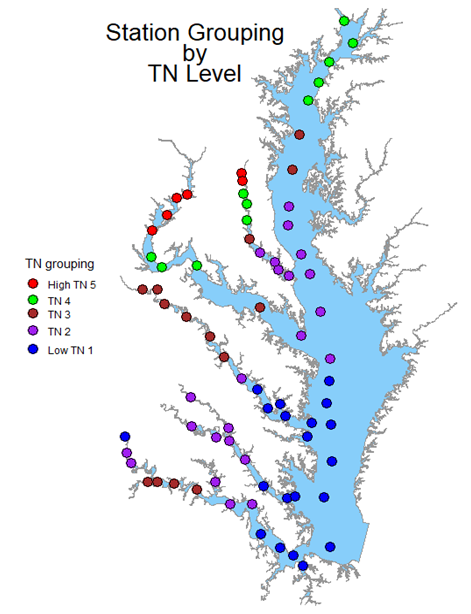 Station Grouping
by
TN Level
TN grouping
High TN 5
TN 4
TN 3
TN 2
Low TN 1